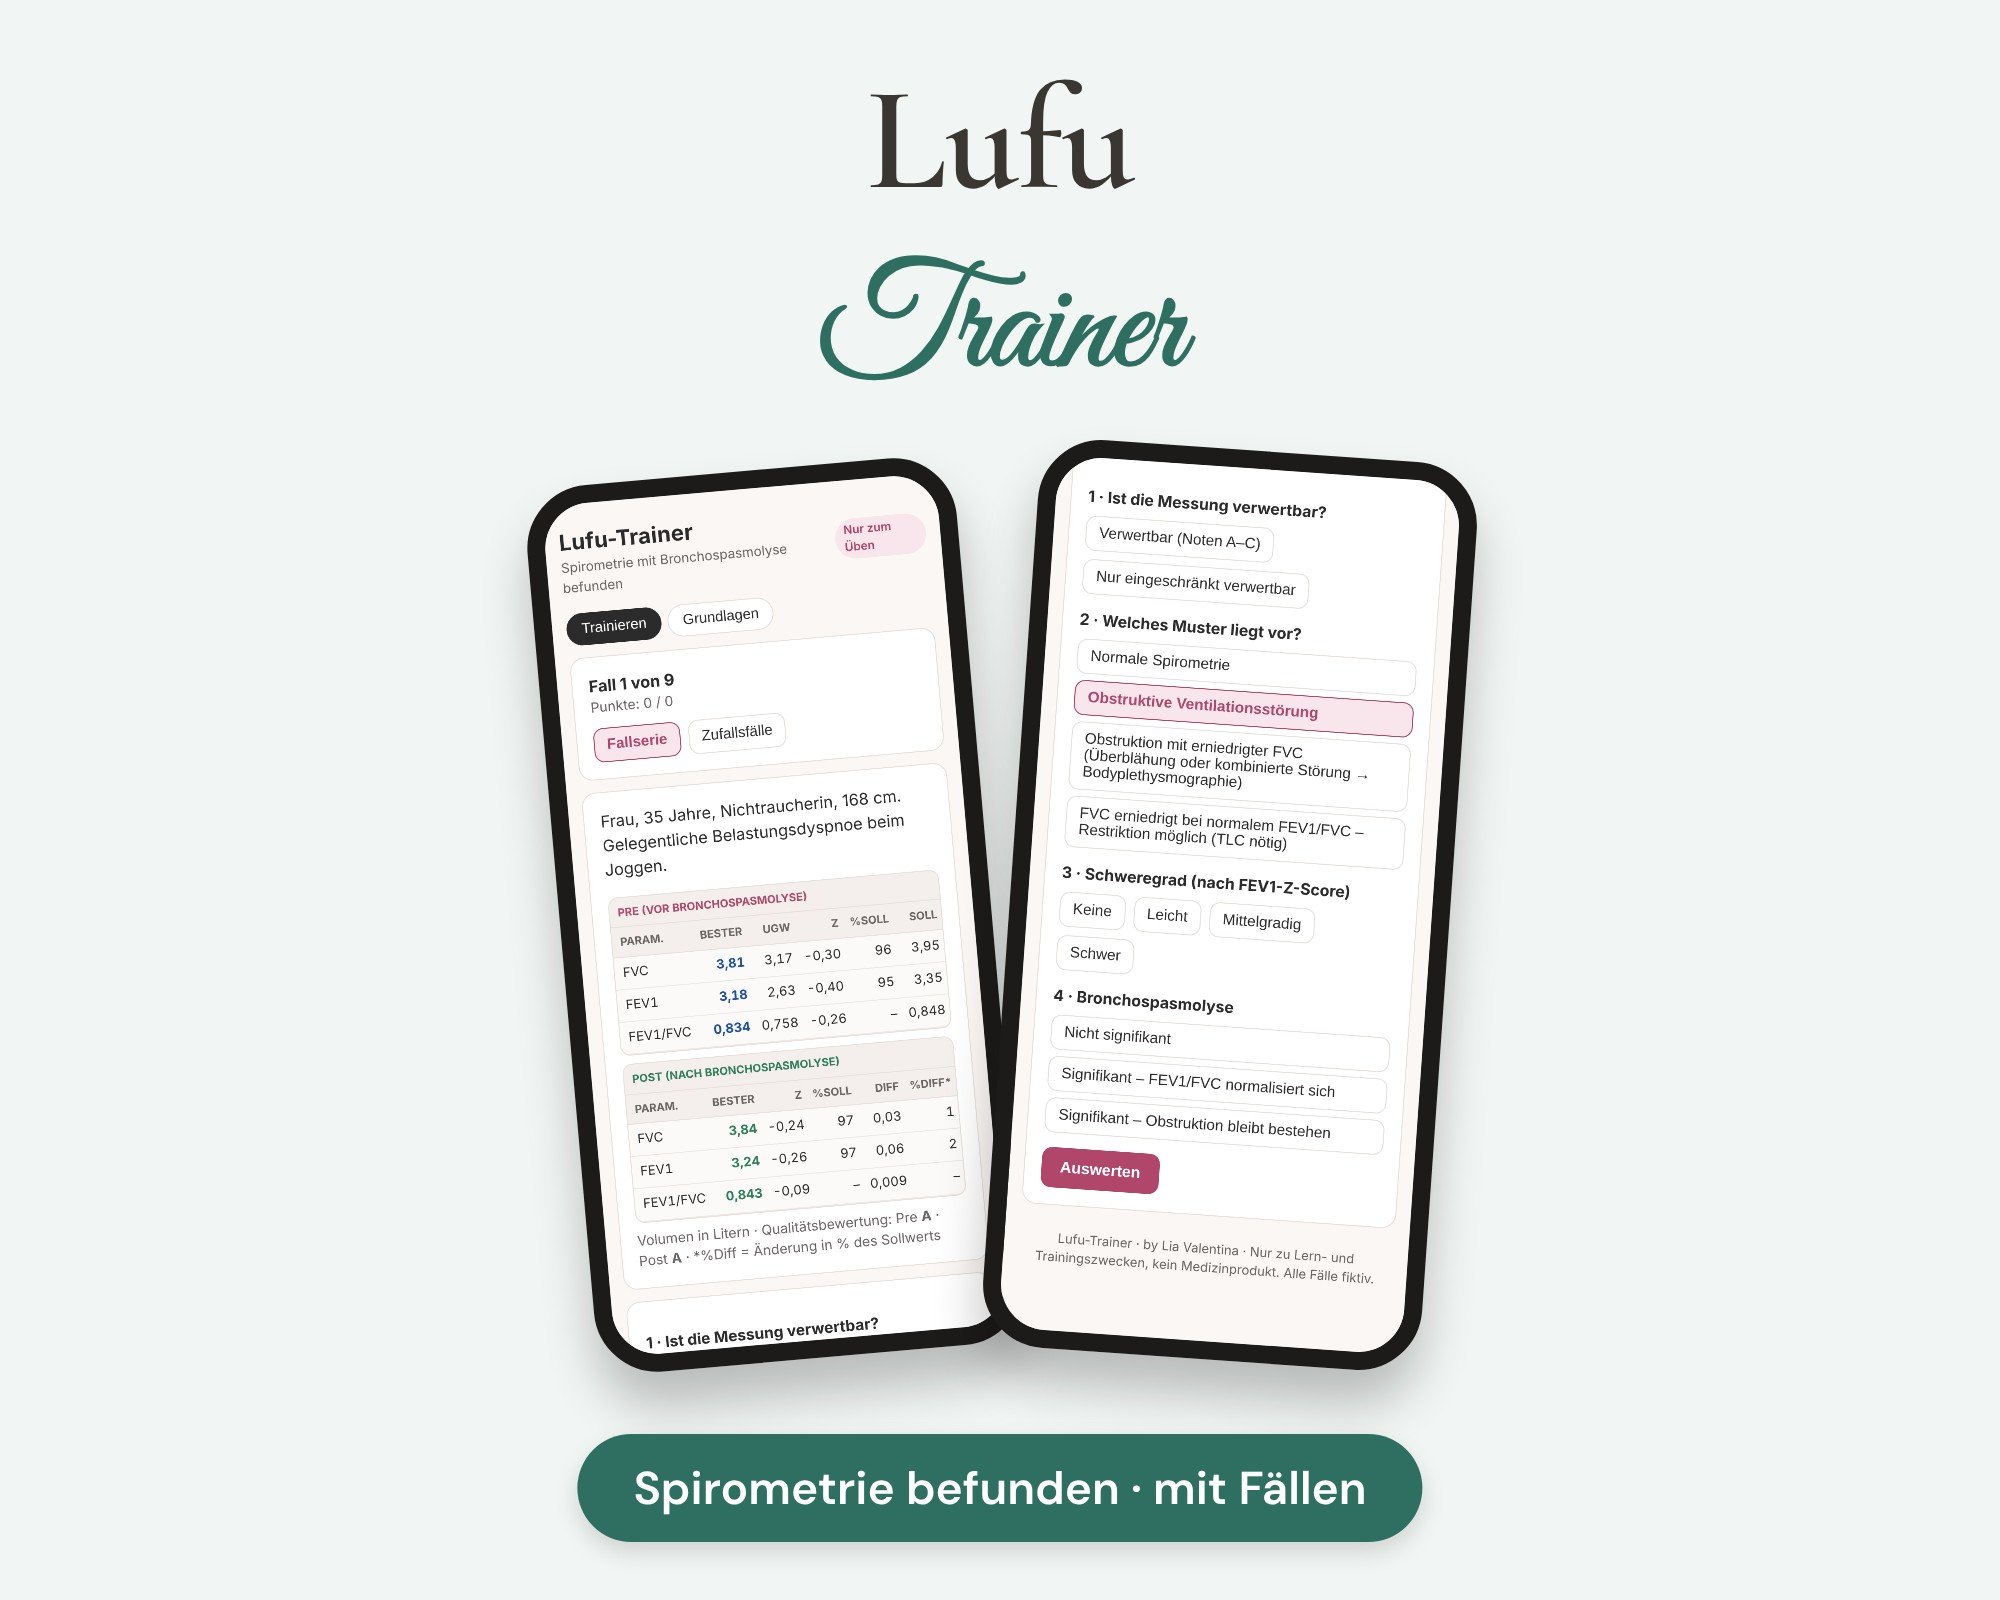 Lufu
Trainer
Lufu-Trainer
Nur zum
Üben
Spirometrie mit Bronchospasmolyse
befunden
Trainieren
Grundlagen
Fall 1 von 9
Punkte: 0 / 0
Fallserie
Zufallsfälle
Frau, 35 Jahre, Nichtraucherin, 168 cm.
Gelegentliche Belastungsdyspnoe beim
Joggen.
PRE (VOR BRONCHOSPASMOLYSE)
PARAM. BESTER UGW Z %SOLL SOLL
FVC 3,81 3,17 -0,30 96 3,95
FEV1 3,18 2,63 -0,40 95 3,35
FEV1/FVC 0,834 0,758 -0,26 – 0,848
POST (NACH BRONCHOSPASMOLYSE)
PARAM. BESTER Z %SOLL DIFF %DIFF*
FVC 3,84 -0,24 97 0,03 1
FEV1 3,24 -0,26 97 0,06 2
FEV1/FVC 0,843 -0,09 – 0,009 –
Volumen in Litern · Qualitätsbewertung: Pre A ·
Post A · *%Diff = Änderung in % des Sollwerts
1 · Ist die Messung verwertbar?
1 · Ist die Messung verwertbar?
Verwertbar (Noten A–C)
Nur eingeschränkt verwertbar
2 · Welches Muster liegt vor?
Normale Spirometrie
Obstruktive Ventilationsstörung
Obstruktion mit erniedrigter FVC
(Überblähung oder kombinierte Störung →
Bodyplethysmographie)
FVC erniedrigt bei normalem FEV1/FVC –
Restriktion möglich (TLC nötig)
3 · Schweregrad (nach FEV1-Z-Score)
Keine
Leicht
Mittelgradig
Schwer
4 · Bronchospasmolyse
Nicht signifikant
Signifikant – FEV1/FVC normalisiert sich
Signifikant – Obstruktion bleibt bestehen
Auswerten
Lufu-Trainer · by Lia Valentina · Nur zu Lern- und
Trainingszwecken, kein Medizinprodukt. Alle Fälle fiktiv.
Spirometrie befunden · mit Fällen